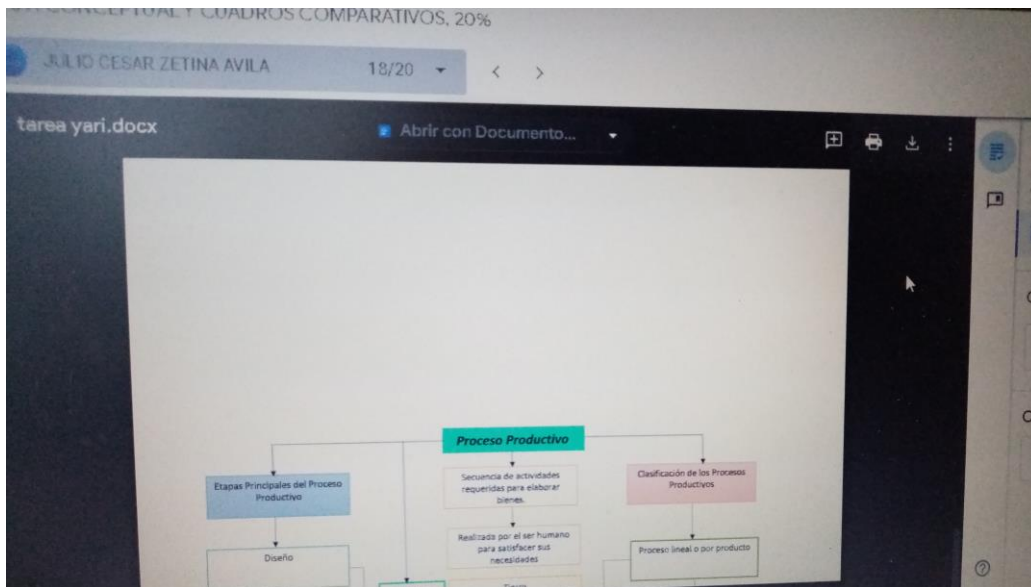 CONCEPTUAL Y CUADROS COMPARATIVOS, 20%
JULIO CESAR ZETINA AVILA
18/20
tarea yari.docx
Abrir con Documento...
Proceso Productivo
Etapas Principales del Proceso
Productivo
Secuencia de actividades
requeridas para elaborar
bienes.
Clasificación de los Procesos
Productivos
Diseño
Realizada por el ser humano
para satisfacer sus
necesidades
Proceso lineal o por producto